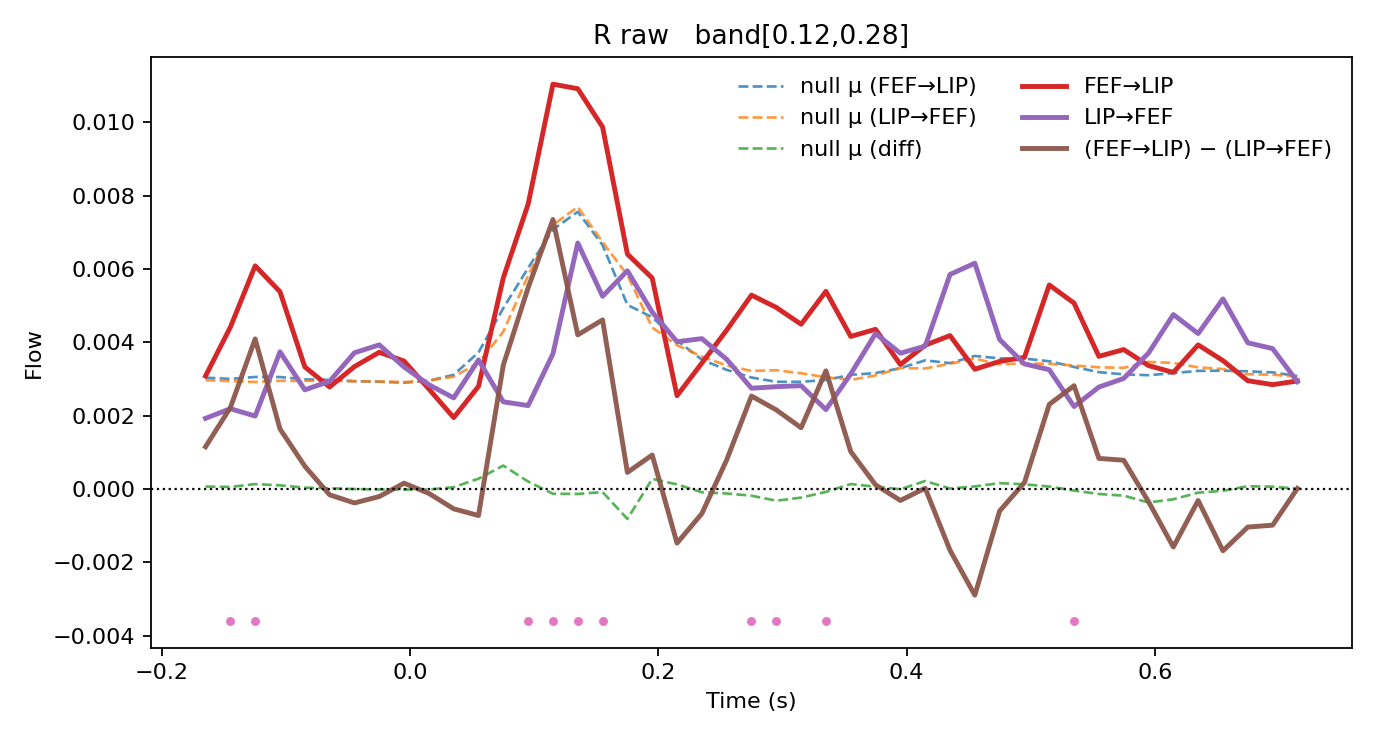 R raw   band[0.12,0.28]
null μ (FEF→LIP)
null μ (LIP→FEF)
null μ (diff)
FEF→LIP
LIP→FEF
(FEF→LIP) − (LIP→FEF)
Flow
0.010
0.008
0.006
0.004
0.002
0.000
−0.002
−0.004
−0.2
0.0
0.2
0.4
0.6
Time (s)